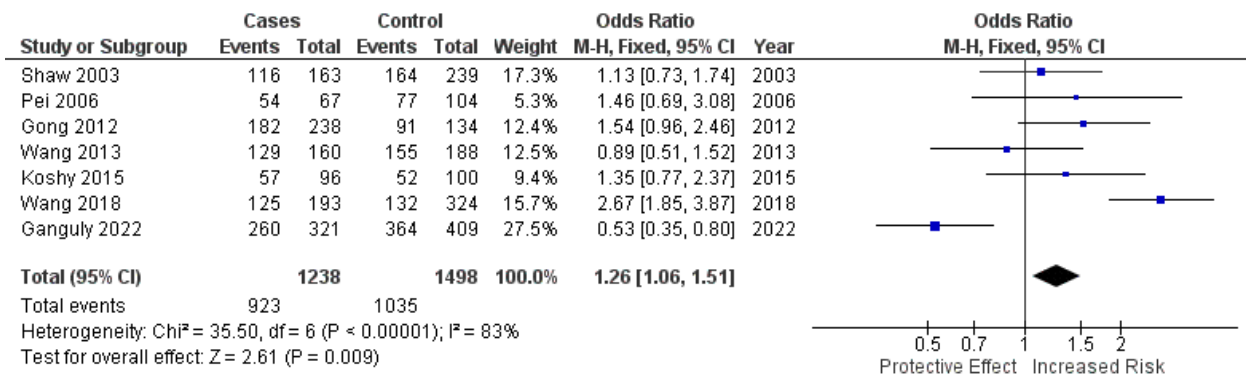 Cases Control Odds Ratio Odds Ratio
Study or Subgroup Events Total Events Total Weight M-H, Fixed, 95% CI Year M-H, Fixed, 95% CI
Shaw 2003 116 163 164 239 17.3% 1.13 [0.73, 1.74] 2003
Pei 2006 54 67 77 104 5.3% 1.46 [0.69, 3.08] 2006
Gong 2012 182 238 91 134 12.4% 1.54 [0.96, 2.46] 2012
Wang 2013 129 160 155 188 12.5% 0.89 [0.51, 1.52] 2013
Koshy 2015 57 96 52 100 9.4% 1.35 [0.77, 2.37] 2015
Wang 2018 125 193 132 324 15.7% 2.67 [1.85, 3.87] 2018
Ganguly 2022 260 321 364 409 27.5% 0.53 [0.35, 0.80] 2022
Total (95% CI) 1238 1498 100.0% 1.26 [1.06, 1.51]
Total events 923 1035
Heterogeneity: Chi² = 35.50, df = 6 (P < 0.00001); I² = 83%
Test for overall effect: Z = 2.61 (P = 0.009)
0.5 0.7 1 1.5 2
Protective Effect Increased Risk